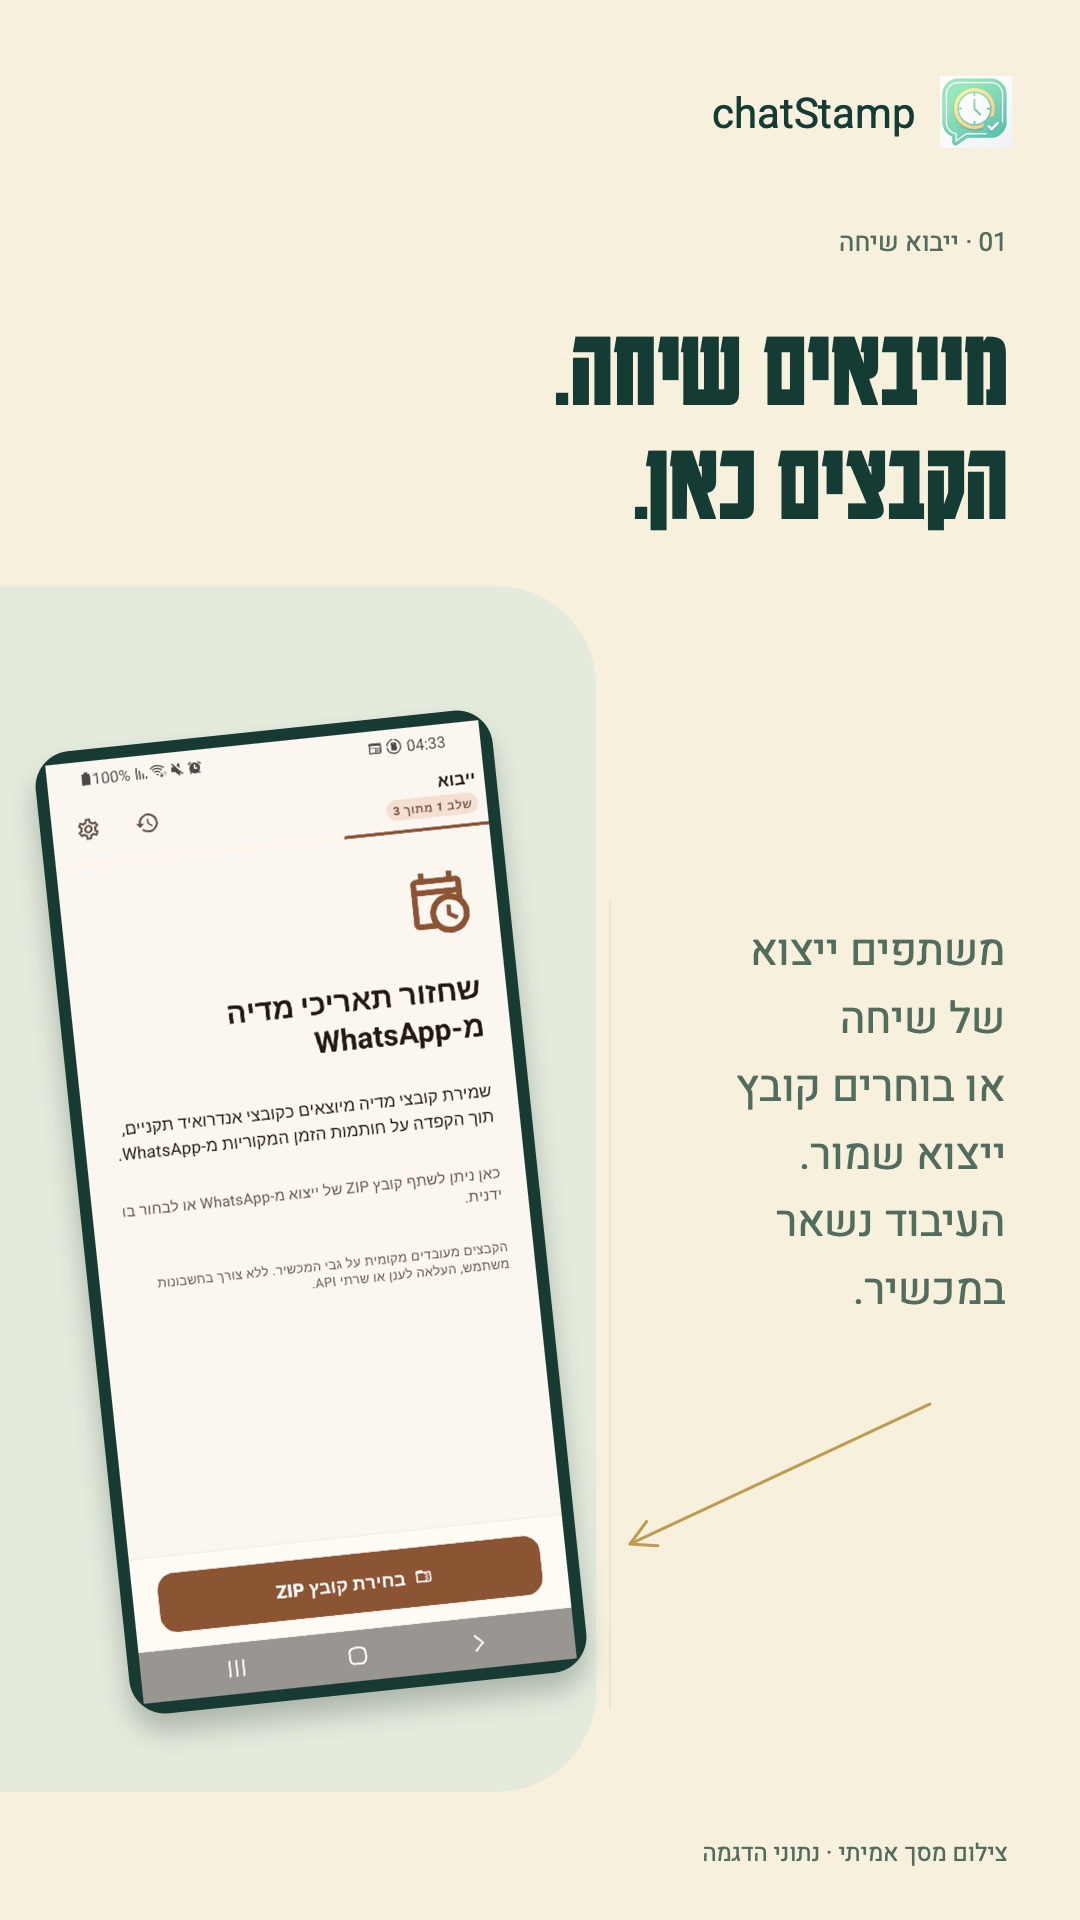 chatStamp
01 · ייבוא שיחה
מייבאים שיחה.
הקבצים כאן.
04:33
100%
ייבוא
שלב 1 מתוך 3
שחזור תאריכי מדיה
מ-WhatsApp
שמירת קובצי מדיה מיוצאים כקובצי אנדרואיד תקניים,
תוך הקפדה על חותמות הזמן המקוריות מ-WhatsApp.
כאן ניתן לשתף קובץ ZIP של ייצוא מ-WhatsApp או לבחור בו
ידנית.
הקבצים מעובדים מקומית על גבי המכשיר. ללא צורך בחשבונות
משתמש, העלאה לענן או שרתי API.
בחירת קובץ ZIP
משתפים ייצוא
של שיחה
או בוחרים קובץ
ייצוא שמור.
העיבוד נשאר
במכשיר.
צילום מסך אמיתי · נתוני הדגמה